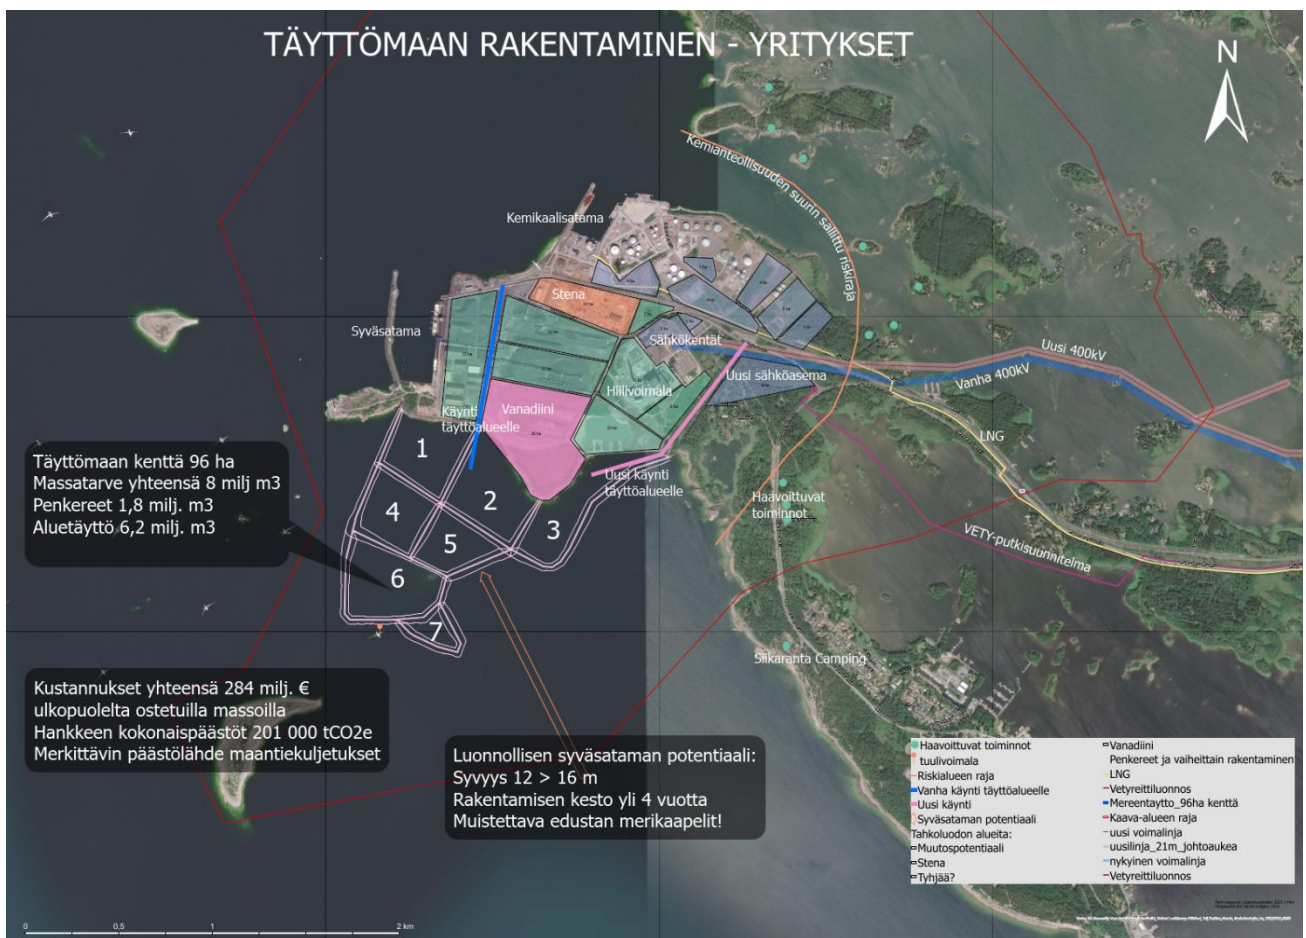 TÄYTTÖMAAN RAKENTAMINEN - YRITYKSET
N
Kemianteollisuuden suurin sallittu riskiraja
Kemikaalisatama
Stena
Syväsatama
Sähkökentät
Uusi 400kV
Vanha 400kV
Uusi sähköasema
Hiilivoimala
Vanadiini
Käynti
täyttöalueelle
LNG
Uusi käynti
täyttöalueelle
Haavoittuvat
toiminnot
VETY-putkisuunnitelma
1
2
3
4
5
6
7
Täyttömaan kenttä 96 ha
Massatarve yhteensä 8 milj m3
Penkereet 1,8 milj. m3
Aluetäyttö 6,2 milj. m3
Siikaranta Camping
Kustannukset yhteensä 284 milj. €
ulkopuolelta ostetuilla massoilla
Hankkeen kokonaispäästöt 201 000 tCO2e
Merkittävin päästölähde maantiekuljetukset
Luonnollisen syväsataman potentiaali:
Syvyys 12 > 16 m
Rakentamisen kesto yli 4 vuotta
Muistettava edustan merikaapelit!
Haavoittuvat toiminnot
tuulivoimala
Riskialueen raja
Vanha käynti täyttöalueelle
Uusi käynti
Syväsataman potentiaali
Tahkoluodon alueita:
Muutospotentiaali
Stena
Tyhjää?
Vanadiini
Penkereet ja vaiheittain rakentaminen
LNG
Vetyreittiluonnos
Mereentaytto_96ha kenttä
Kaava-alueen raja
uusi voimalinja
uusilinja_21m_johtoaukea
nykyinen voimalinja
Vetyreittiluonnos
0 0,5 1 2 km